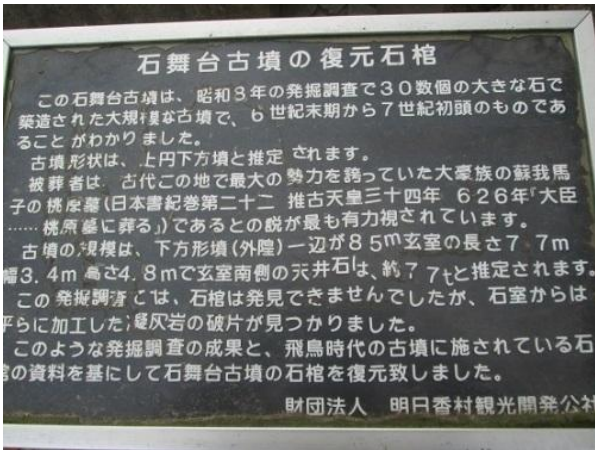 石舞台古墳の復元石棺
この石舞台古墳は、昭和8年の発掘調査で30数個の大きな石で
築造された大規模な古墳で、6世紀末期から7世紀初頭のものであ
ることがわかりました。
古墳形状は、上円下方墳と推定されます。
被葬者は、古代この地で最大の勢力を誇っていた大豪族の蘇我馬
子の桃原墓(日本書紀巻第二十二 推古天皇三十四年 626年「大臣
……桃原墓に葬る」)であるとの説が最も有力視されています。
古墳の規模は、下方形墳(外隍)一辺が85m玄室の長さ7.7m
幅3.4m高さ4.8mで玄室南側の天井石は、約77tと推定されます。
この発掘調査では、石棺は発見できませんでしたが、石室からは
平らに加工した凝灰岩の破片が見つかりました。
このような発掘調査の成果と、飛鳥時代の古墳に施されている石
棺の資料を基にして石舞台古墳の石棺を復元致しました。
財団法人 明日香村観光開発公社